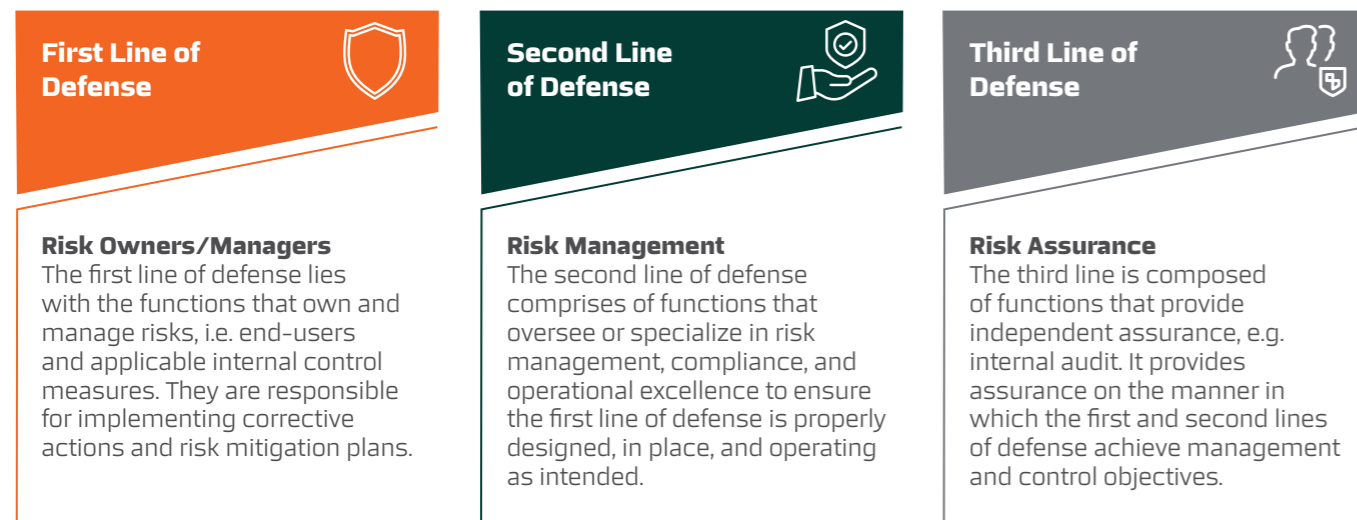 First Line of
Defense
Risk Owners/Managers
The first line of defense lies
with the functions that own and
manage risks, i.e. end-users
and applicable internal control
measures. They are responsible
for implementing corrective
actions and risk mitigation plans.
Second Line
of Defense
Risk Management
The second line of defense
comprises of functions that
oversee or specialize in risk
management, compliance, and
operational excellence to ensure
the first line of defense is properly
designed, in place, and operating
as intended.
Third Line of
Defense
Risk Assurance
The third line is composed
of functions that provide
independent assurance, e.g.
internal audit. It provides
assurance on the manner in
which the first and second lines
of defense achieve management
and control objectives.